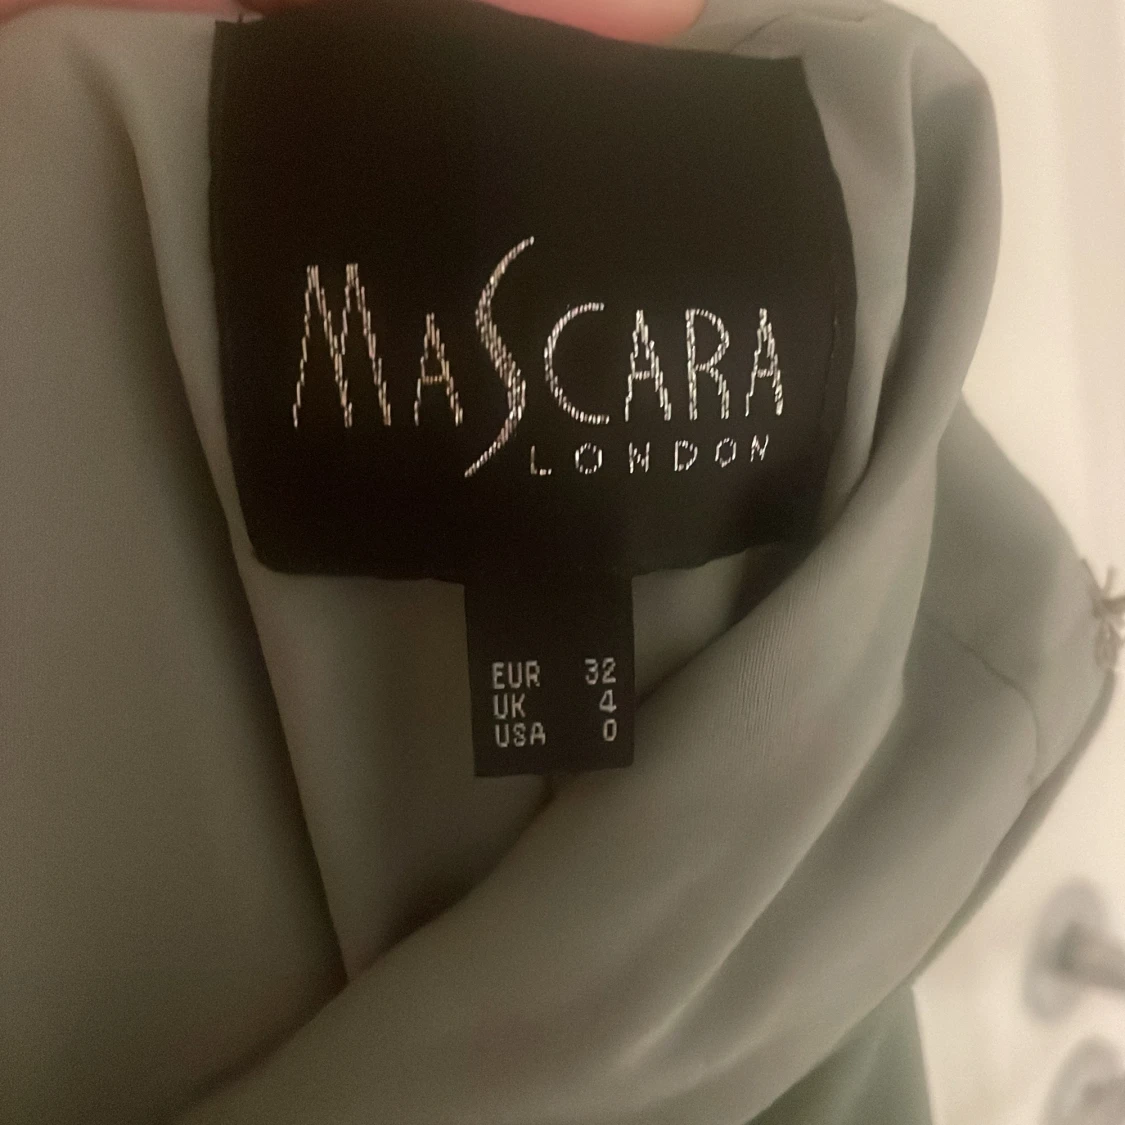 MASCARA
LONDON
EUR 32
UK 4
USA 0